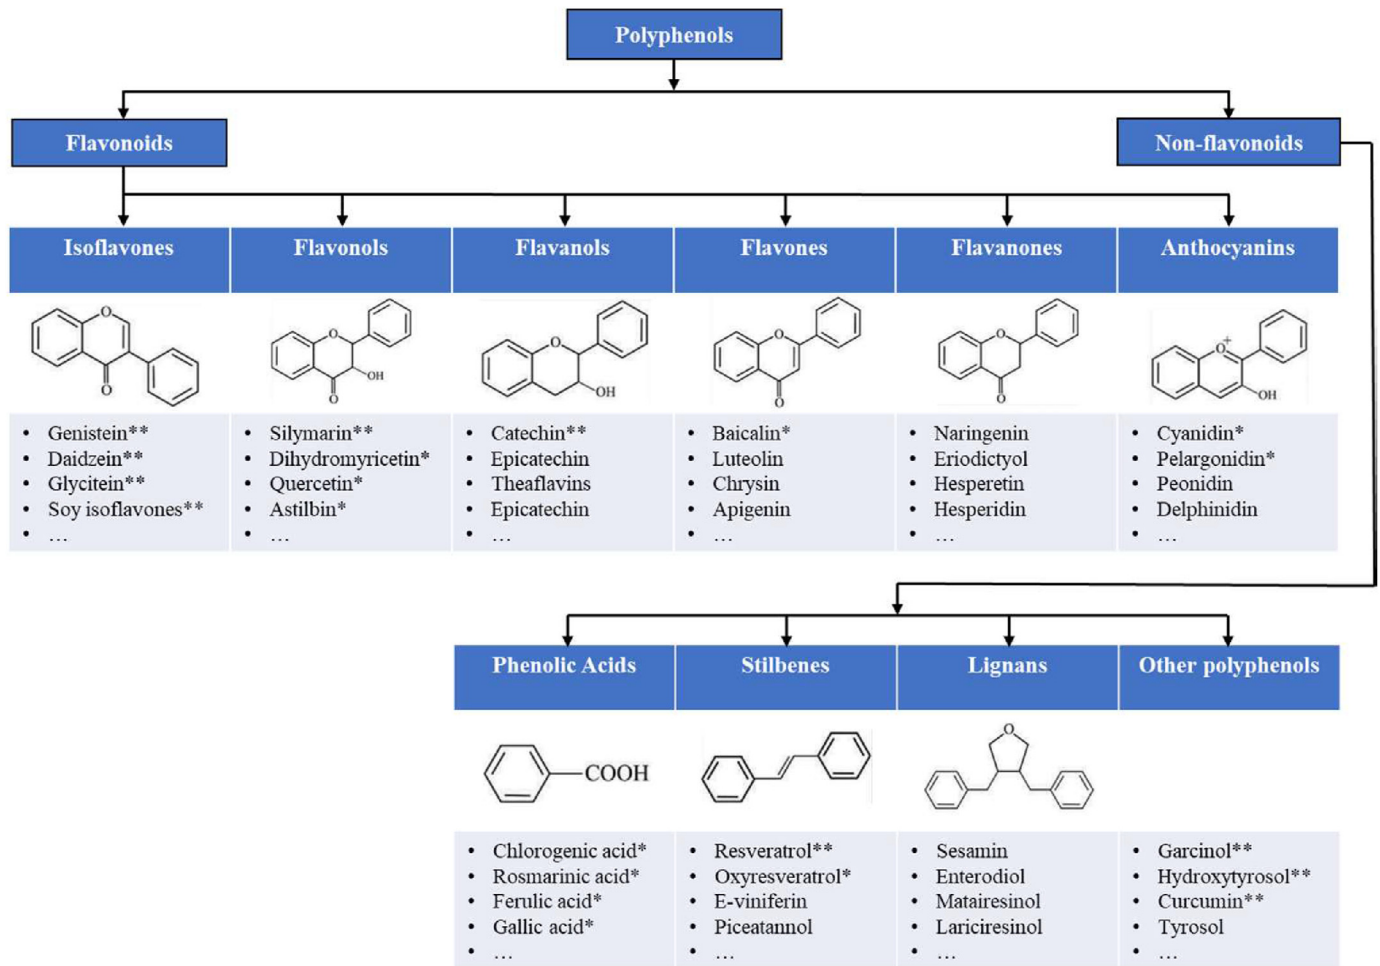 Polyphenols
Flavonoids
Non-flavonoids
Isoflavones
Flavonols
Flavanols
Flavones
Flavanones
Anthocyanins
O
O
O
O
OH
O
OH
O
O
O
O
O+
OH
• Genistein**
• Daidzein**
• Glycitein**
• Soy isoflavones**
• …
• Silymarin**
• Dihydromyricetin*
• Quercetin*
• Astilbin*
• …
• Catechin**
• Epicatechin
• Theaflavins
• Epicatechin
• …
• Baicalin*
• Luteolin
• Chrysin
• Apigenin
• …
• Naringenin
• Eriodictyol
• Hesperetin
• Hesperidin
• …
• Cyanidin*
• Pelargonidin*
• Peonidin
• Delphinidin
• …
Phenolic Acids
Stilbenes
Lignans
Other polyphenols
COOH
O
• Chlorogenic acid*
• Rosmarinic acid*
• Ferulic acid*
• Gallic acid*
• …
• Resveratrol**
• Oxyresveratrol*
• E-viniferin
• Piceatannol
• …
• Sesamin
• Enterodiol
• Matairesinol
• Lariciresinol
• …
• Garcinol**
• Hydroxytyrosol**
• Curcumin**
• Tyrosol
• …